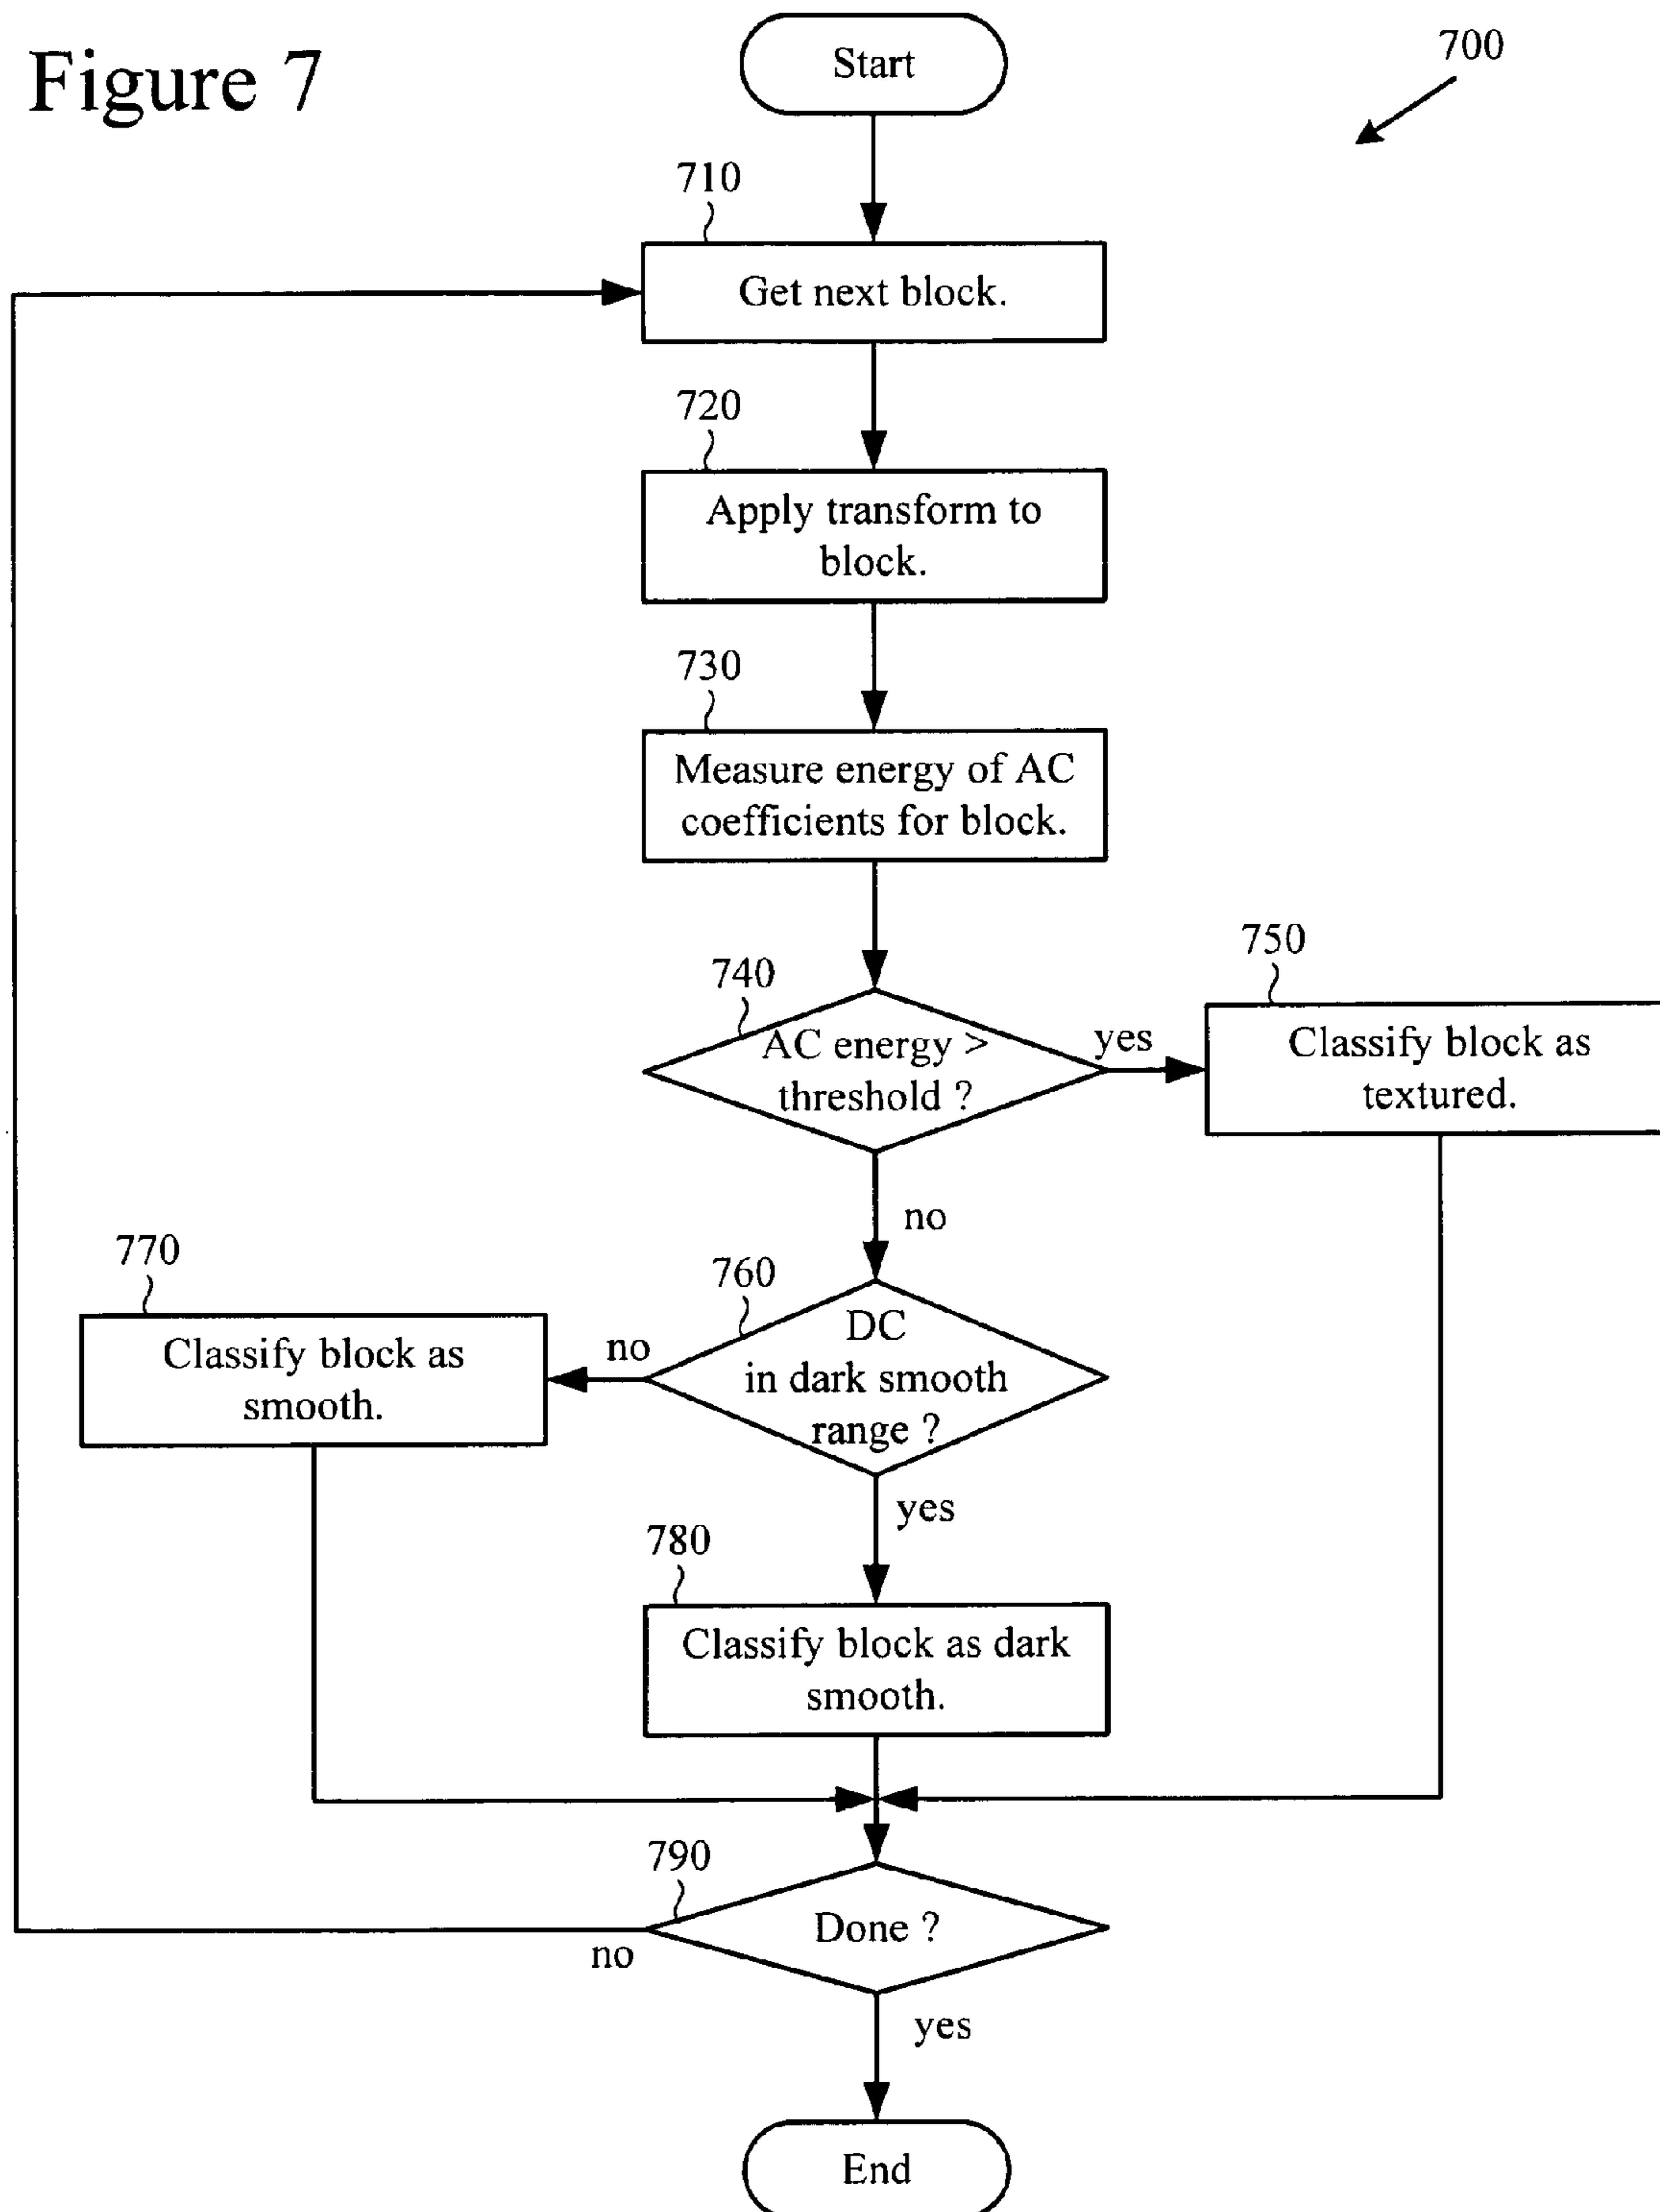 Figure 7
700
Start
710
Get next block.
720
Apply transform to
block.
730
Measure energy of AC
coefficients for block.
740
AC energy >
threshold ?
yes
750
Classify block as
textured.
no
760
DC
in dark smooth
range ?
no
770
Classify block as
smooth.
yes
780
Classify block as dark
smooth.
790
Done ?
no
yes
End